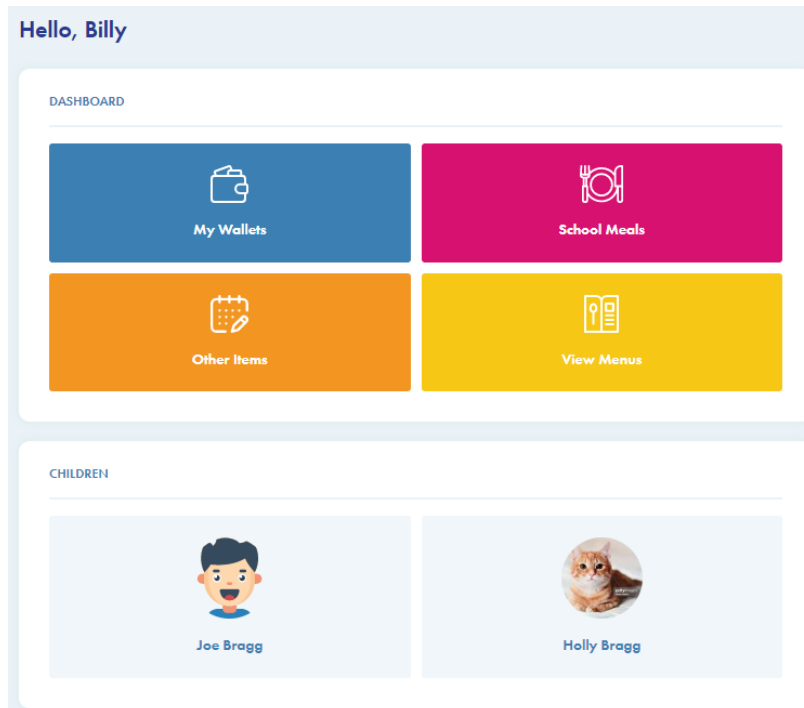 Hello, Billy
DASHBOARD
My Wallets
School Meals
Other Items
View Menus
CHILDREN
Joe Bragg
Holly Bragg